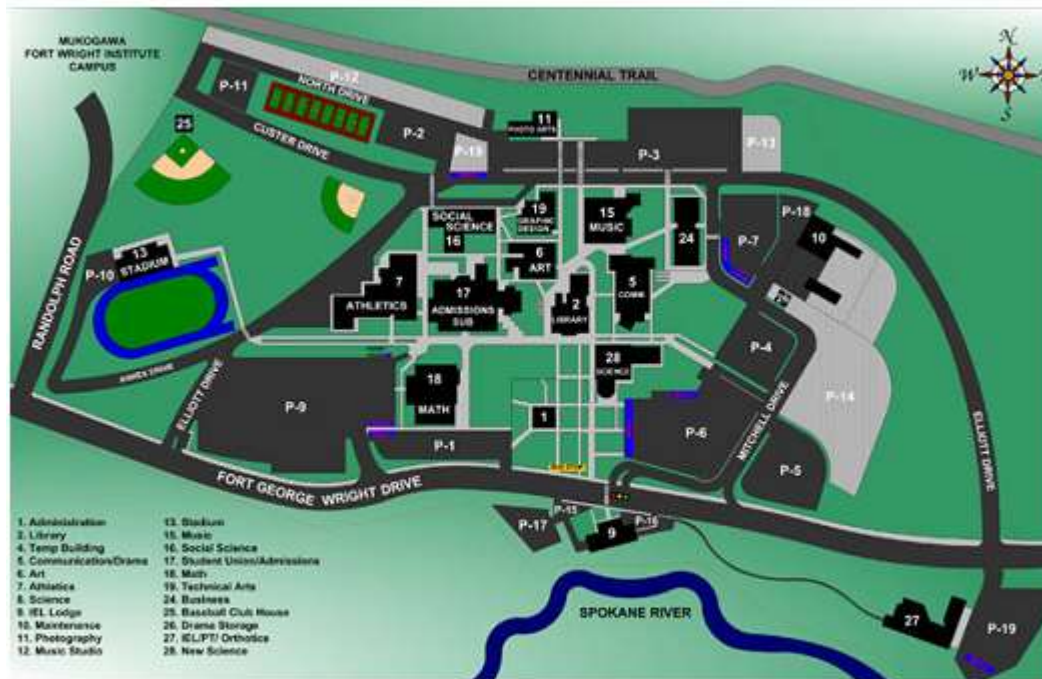 MUKOGAWA
FORT WRIGHT INSTITUTE
CAMPUS
N
W
S
CENTENNIAL TRAIL
P-12
NORTH DRIVE
P-11
P-2
CUSTER DRIVE
25
11
PHOTO ARTS
P-3
P-13
RANDOLPH ROAD
13
STADIUM
P-10
SOCIAL
SCIENCE
16
19
GRAPHIC
DESIGN
15
MUSIC
24
P-7
P-18
10
6
ART
7
ATHLETICS
17
ADMISSIONS
SUB
2
LIBRARY
5
COMM
26
P-4
28
SCIENCE
18
MATH
ANNEX DRIVE
ELLIOTT DRIVE
P-9
P-1
1
P-6
MITCHELL DRIVE
P-14
P-5
ELLIOTT DRIVE
FORT GEORGE WRIGHT DRIVE
P-17
P-15
P-16
9
SPOKANE RIVER
27
P-19
1. Administration
2. Library
4. Temp Building
5. Communication/Drama
6. Art
7. Athletics
8. Science
9. IEL Lodge
10. Maintenance
11. Photography
12. Music Studio
13. Stadium
15. Music
16. Social Science
17. Student Union/Admissions
18. Math
19. Technical Arts
24. Business
25. Baseball Club House
26. Drama Storage
27. IEL/PT/ Orthotics
28. New Science